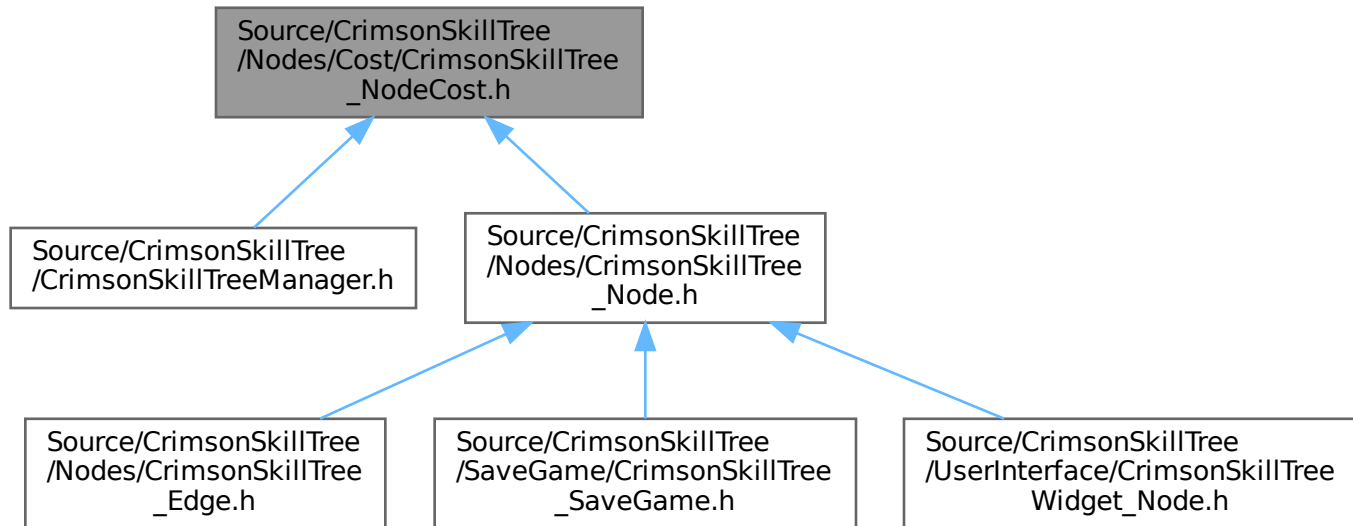 Source/CrimsonSkillTree
/Nodes/Cost/CrimsonSkillTree
_NodeCost.h
Source/CrimsonSkillTree
/CrimsonSkillTreeManager.h
Source/CrimsonSkillTree
/Nodes/CrimsonSkillTree
_Node.h
Source/CrimsonSkillTree
/Nodes/CrimsonSkillTree
_Edge.h
Source/CrimsonSkillTree
/SaveGame/CrimsonSkillTree
_SaveGame.h
Source/CrimsonSkillTree
/UserInterface/CrimsonSkillTree
Widget_Node.h